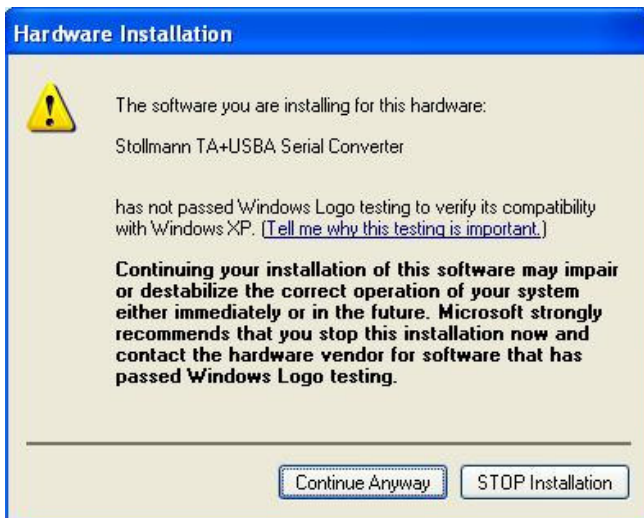 Hardware Installation
The software you are installing for this hardware:
Stollmann TA+USBA Serial Converter
has not passed Windows Logo testing to verify its compatibility
with Windows XP. (Tell me why this testing is important.)
Continuing your installation of this software may impair
or destabilize the correct operation of your system
either immediately or in the future. Microsoft strongly
recommends that you stop this installation now and
contact the hardware vendor for software that has
passed Windows Logo testing.
Continue Anyway STOP Installation